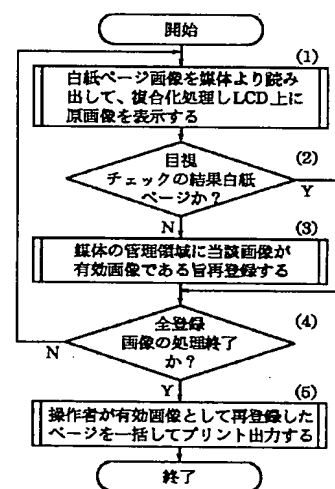 開始
(1)
白紙ページ画像を媒体より読み
出して、複合化処理しLCD上に
原画像を表示する
(2)
目視
チェックの結果白紙
ページか?
Y
N
(3)
媒体の管理領域に当該画像が
有効画像である旨再登録する
(4)
全登録
画像の処理終了
か?
N
Y
(5)
操作者が有効画像として再登録した
ページを一括してプリント出力する
終了